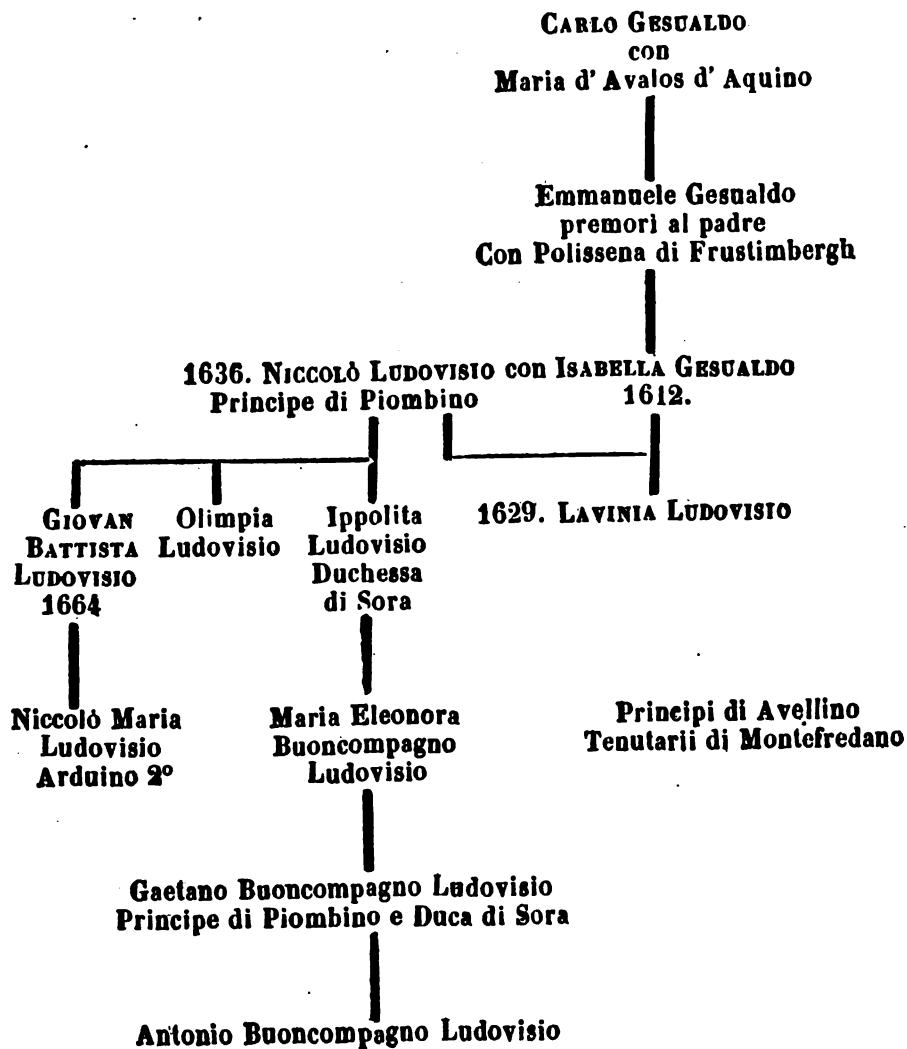 CARLO GESUALDO
con
Maria d' Avalos d' Aquino
Emmanuele Gesualdo
premorì al padre
Con Polissena di Frustimbergh
1636. NICCOLÒ LUDOVISIO con ISABELLA GESUALDO
Principe di Piombino
1612.
GIOVAN
BATTISTA
LUDOVISIO
1664
Olimpia
Ludovisio
Ippolita
Ludovisio
Duchessa
di Sora
1629. LAVINIA LUDOVISIO
Niccolò Maria
Ludovisio
Arduino 2º
Maria Eleonora
Buoncompagno
Ludovisio
Principi di Avellino
Tenutarii di Montefredano
Gaetano Buoncompagno Ludovisio
Principe di Piombino e Duca di Sora
Antonio Buoncompagno Ludovisio